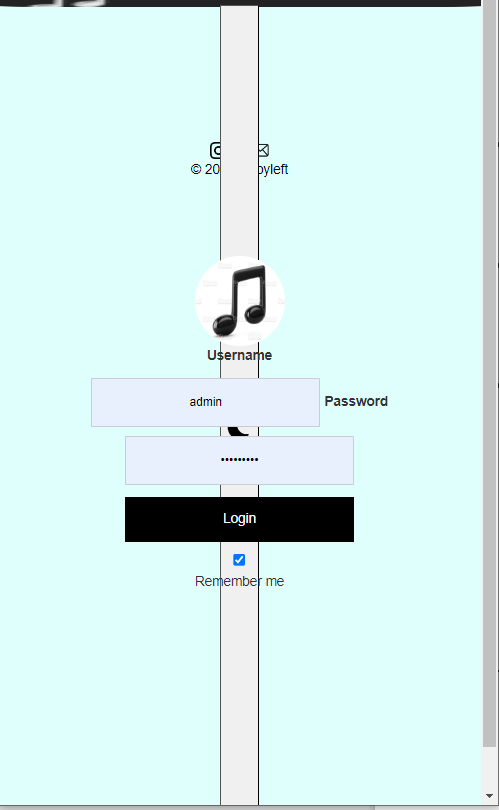 © 20 pyleft
Username
admin
Password
•••••••••
Login
Remember me